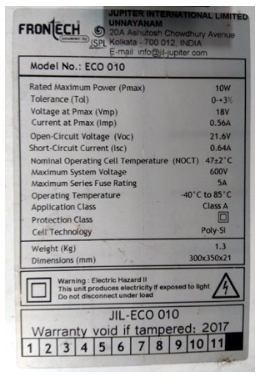 JUPITER INTERNATIONAL LIMITED
UNNAYANAM
FRONTECH
20A Ashutosh Chowdhury Avenue
Kolkata - 700 012, INDIA
E-mail info@jil-jupiter.com
Model No.: ECO 010
Rated Maximum Power (Pmax) 10W
Tolerance (Tol) 0-+3%
Voltage at Pmax (Vmp) 18V
Current at Pmax (Imp) 0.56A
Open-Circuit Voltage (Voc) 21.6V
Short-Circuit Current (Isc) 0.64A
Nominal Operating Cell Temperature (NOCT) 47±2°C
Maximum System Voltage 600V
Maximum Series Fuse Rating 5A
Operating Temperature -40°C to 85°C
Application Class Class A
Protection Class
Cell Technology Poly-Si
Weight (Kg) 1.3
Dimensions (mm) 300x350x21
Warning : Electric Hazard II
This unit produces electricity if exposed to light
Do not disconnect under load
JIL-ECO 010
Warranty void if tampered: 2017
1 2 3 4 5 6 7 8 9 10 11